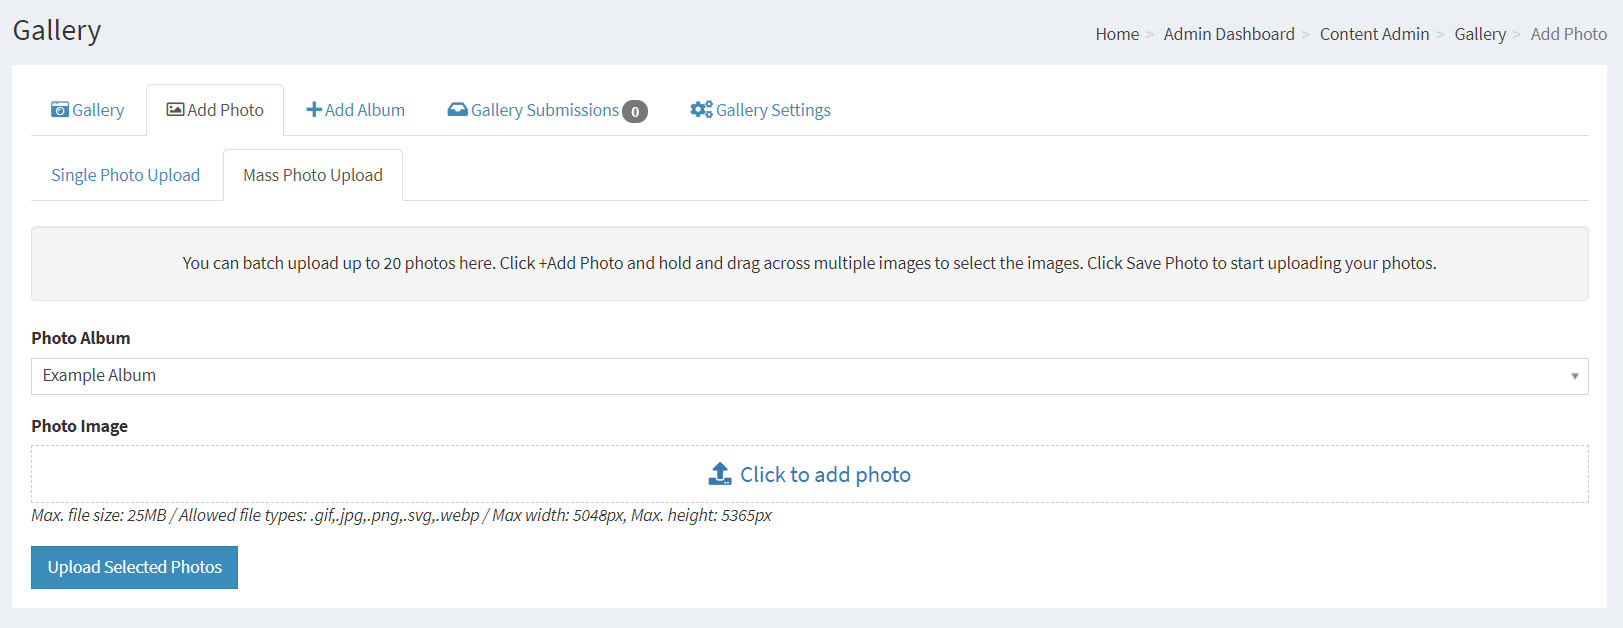 Gallery
Home > Admin Dashboard > Content Admin > Gallery > Add Photo
Gallery Add Photo Add Album Gallery Submissions 0 Gallery Settings
Single Photo Upload Mass Photo Upload
You can batch upload up to 20 photos here. Click +Add Photo and hold and drag across multiple images to select the images. Click Save Photo to start uploading your photos.
Photo Album
Example Album
Photo Image
Click to add photo
Max. file size: 25MB / Allowed file types: .gif,.jpg,.png,.svg,.webp / Max width: 5048px, Max. height: 5365px
Upload Selected Photos